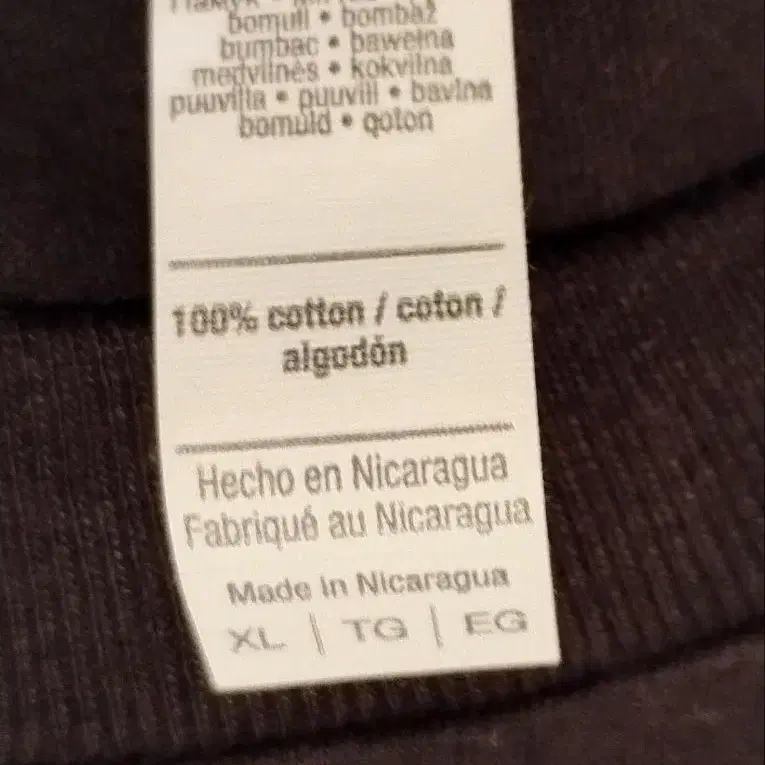 bomull • bombaž
bumbac • bawełna
medvilnės • kokvilna
puuvilla • puuvill • bavlna
bomuld • qoton
100% cotton / coton /
algodón
Hecho en Nicaragua
Fabriqué au Nicaragua
Made in Nicaragua
XL | TG | EG